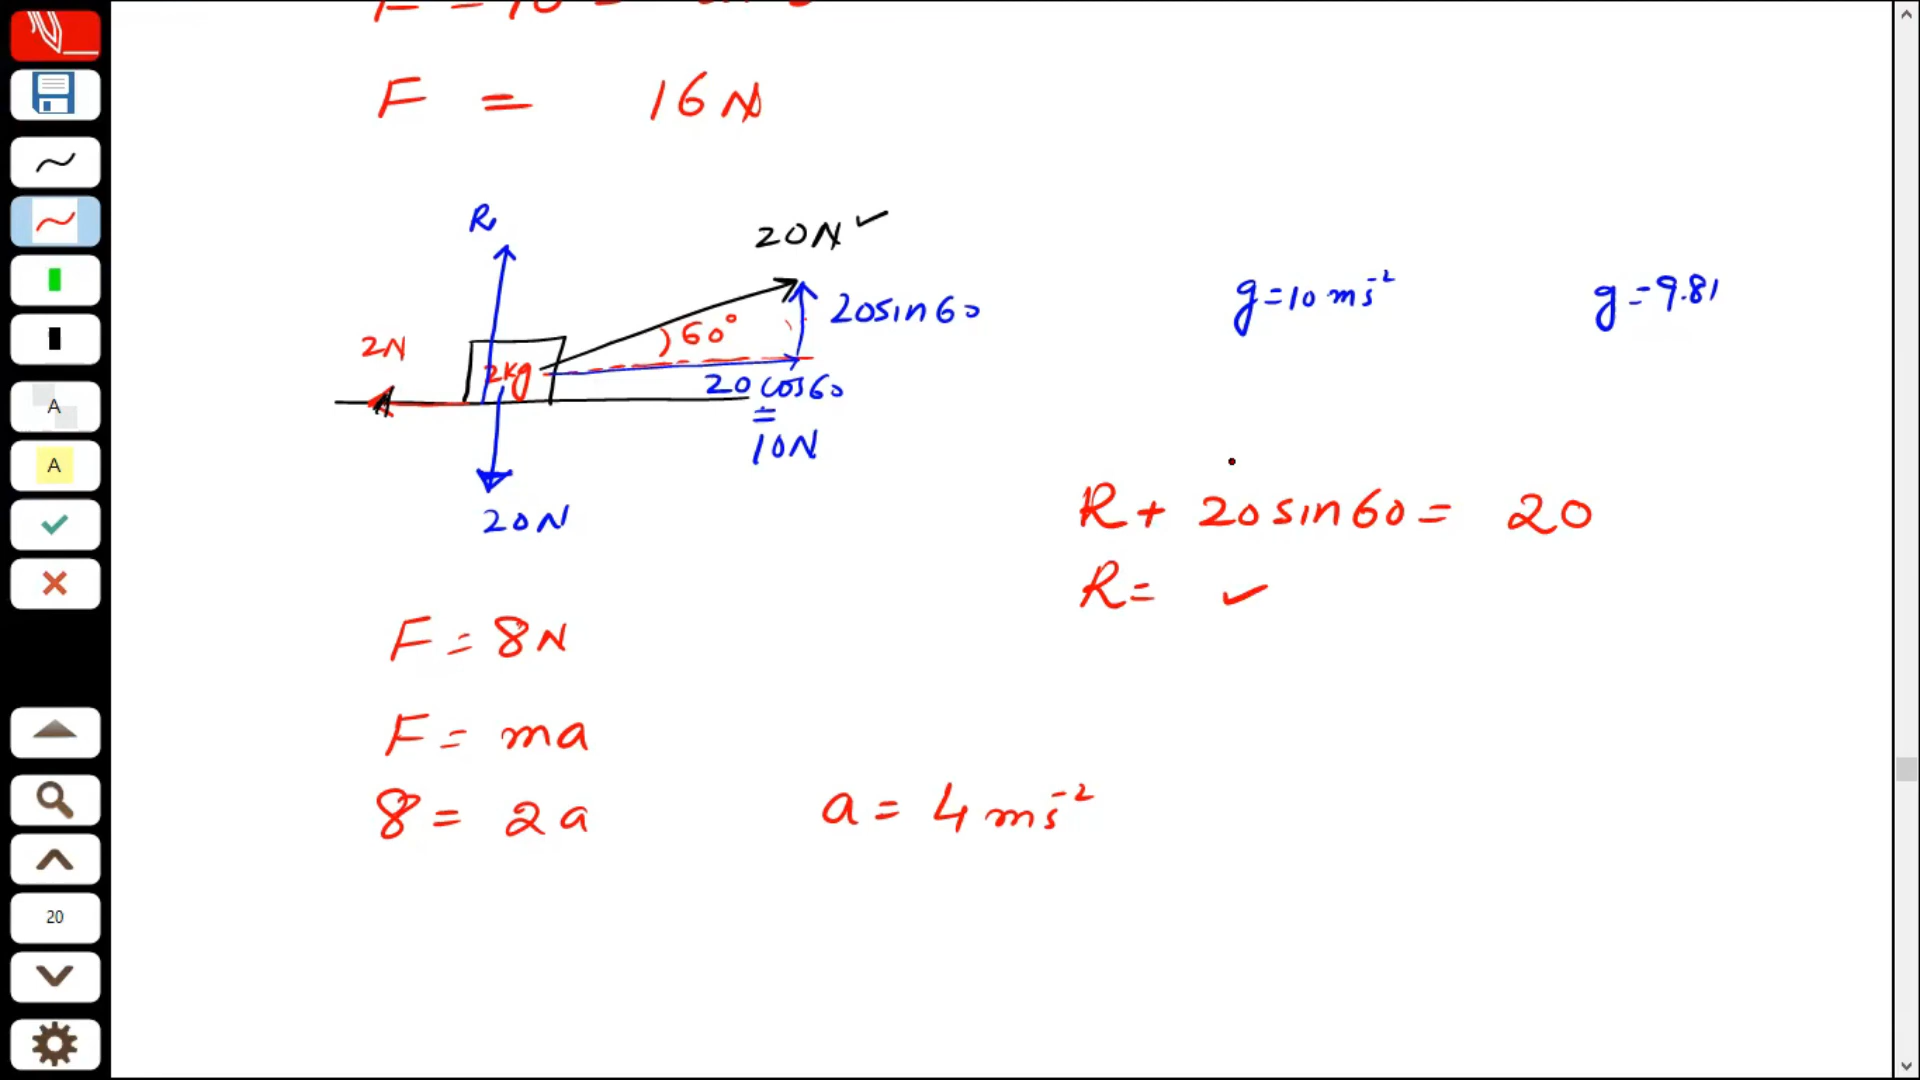 F = 16N
R
20N ✓
20sin60
g=10ms⁻²
g=9.81
60°
2N
2kg
20cos60
=
10N
20N
R + 20sin60 = 20
R = ✓
F = 8N
F = ma
8 = 2a
a = 4ms⁻²
A
A
20